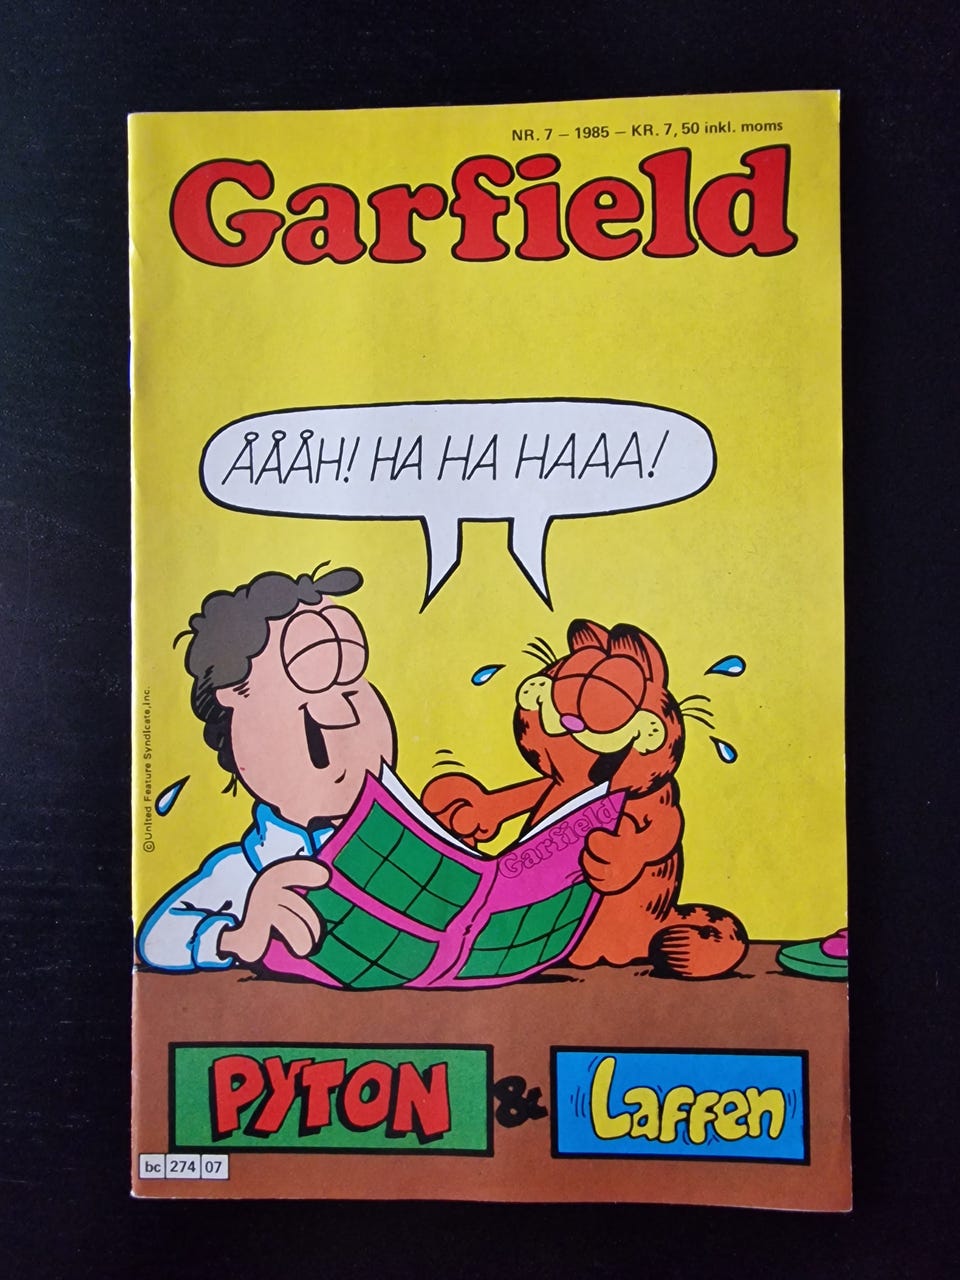 NR. 7 – 1985 – KR. 7,50 inkl. moms
Garfield
ÅÅÅH! HA HA HAAA!
© United Feature Syndicate, Inc.
Garfield
PYTON & Laffen
bc 274 07